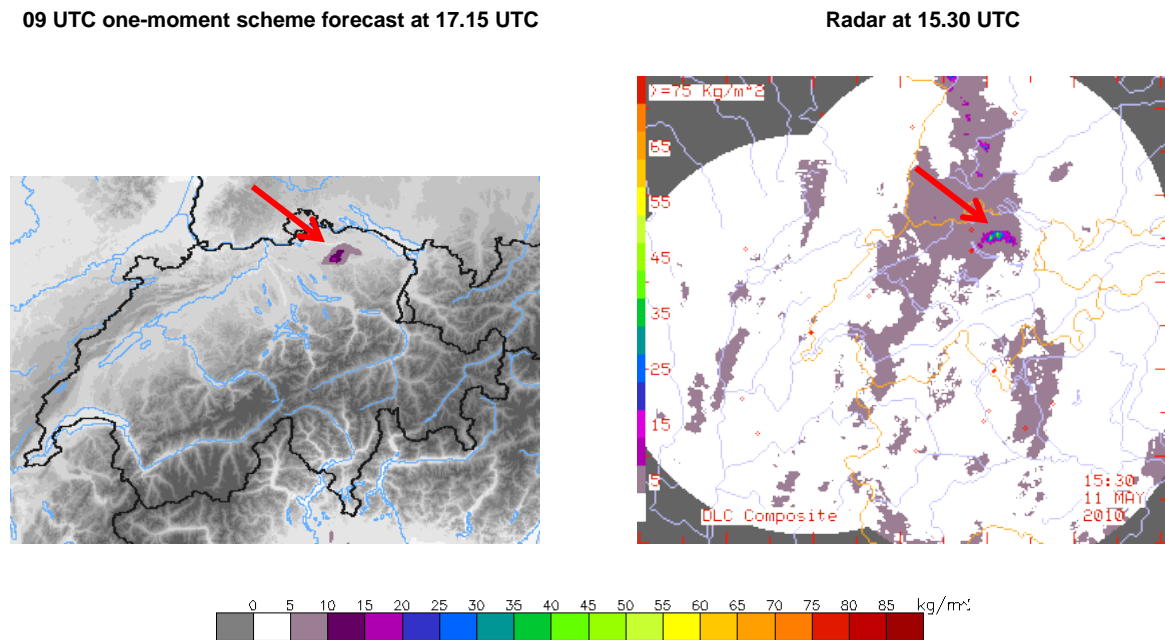 09 UTC one-moment scheme forecast at 17.15 UTC
Radar at 15.30 UTC
>=75 Kg/m^2
65
55
45
35
25
15
5
15:30
11 MAY
DLC Composite 2010
0 5 10 15 20 25 30 35 40 45 50 55 60 65 70 75 80 85 kg/m²